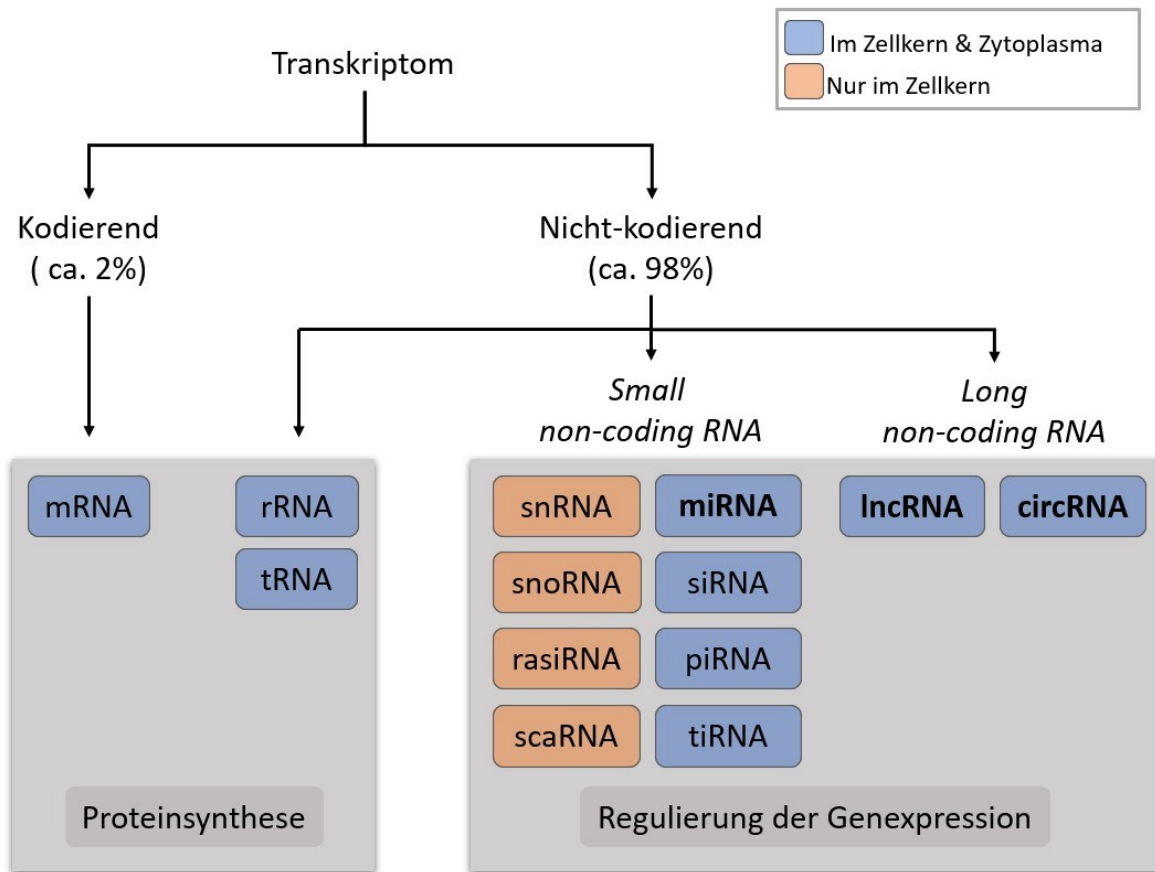 Im Zellkern & Zytoplasma
Nur im Zellkern
Transkriptom
Kodierend
( ca. 2%)
Nicht-kodierend
(ca. 98%)
Small
non-coding RNA
Long
non-coding RNA
mRNA
rRNA
tRNA
snRNA
miRNA
lncRNA
circRNA
snoRNA
siRNA
rasiRNA
piRNA
scaRNA
tiRNA
Proteinsynthese
Regulierung der Genexpression